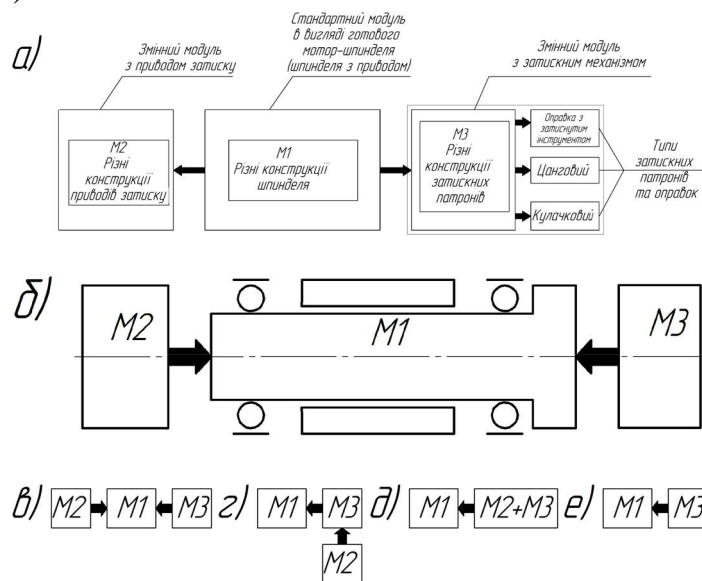 а)
Змінний модуль
з приводом затиску
Стандартний модуль
в вигляді готового
мотор-шпинделя
(шпинделя з приводом)
Змінний модуль
з затискним механізмом
М2
Різні
конструкції
приводів затиску
М1
Різні конструкції
шпинделя
М3
Різні
конструкції
затискних
патронів
Оправка з
затиснутим
інструментом
Цанговий
Кулачковий
Типи
затискних
патронів
та оправок
б)
М2
М1
М3
в) М2 М1 М3
г) М1 М3
М2
д) М1 М2+М3
е) М1 М3